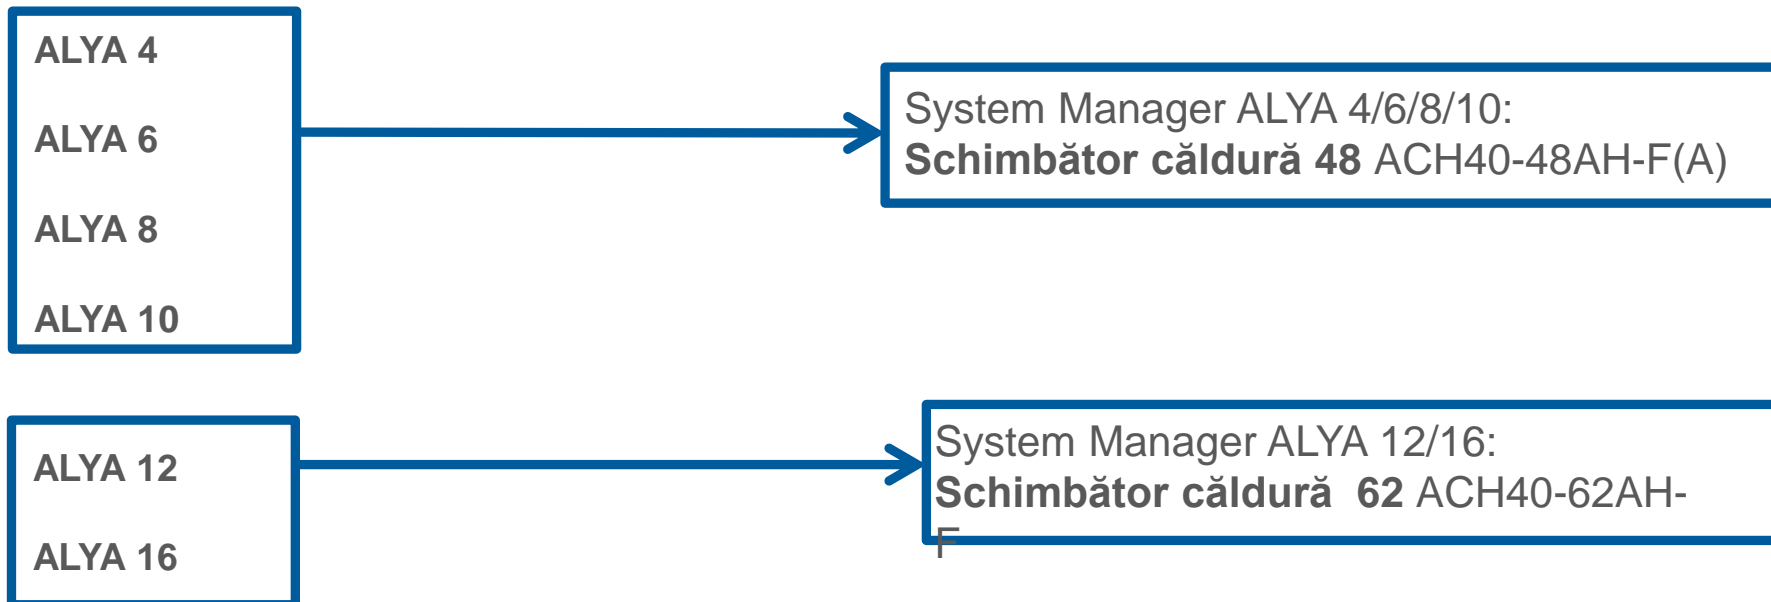 ALYA 4
ALYA 6
ALYA 8
ALYA 10
System Manager ALYA 4/6/8/10:
Schimbător căldură 48 ACH40-48AH-F(A)
ALYA 12
ALYA 16
System Manager ALYA 12/16:
Schimbător căldură  62 ACH40-62AH-
F